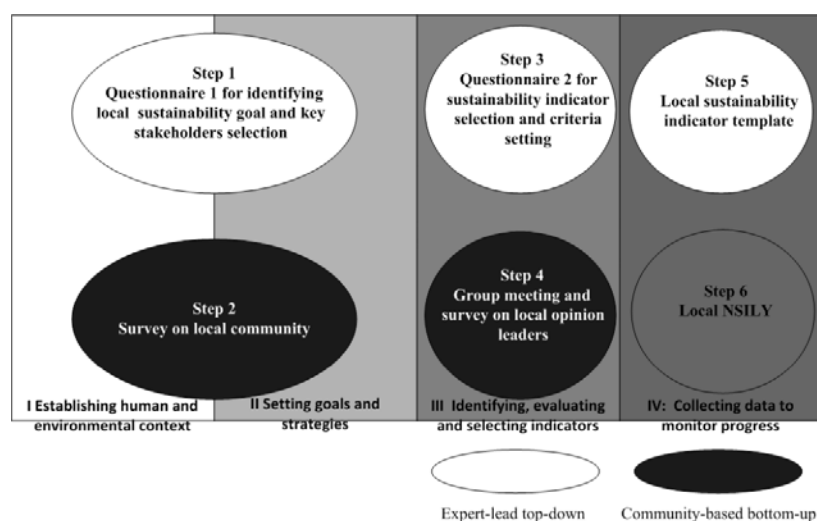 Step 1
Questionnaire 1 for identifying
local sustainability goal and key
stakeholders selection
Step 3
Questionnaire 2 for
sustainability indicator
selection and criteria
setting
Step 5
Local sustainability
indicator template
Step 2
Survey on local community
Step 4
Group meeting and
survey on local opinion
leaders
Step 6
Local NSILY
I Establishing human and
environmental context
II Setting goals and
strategies
III Identifying, evaluating
and selecting indicators
IV: Collecting data to
monitor progress
Expert-lead top-down
Community-based bottom-up